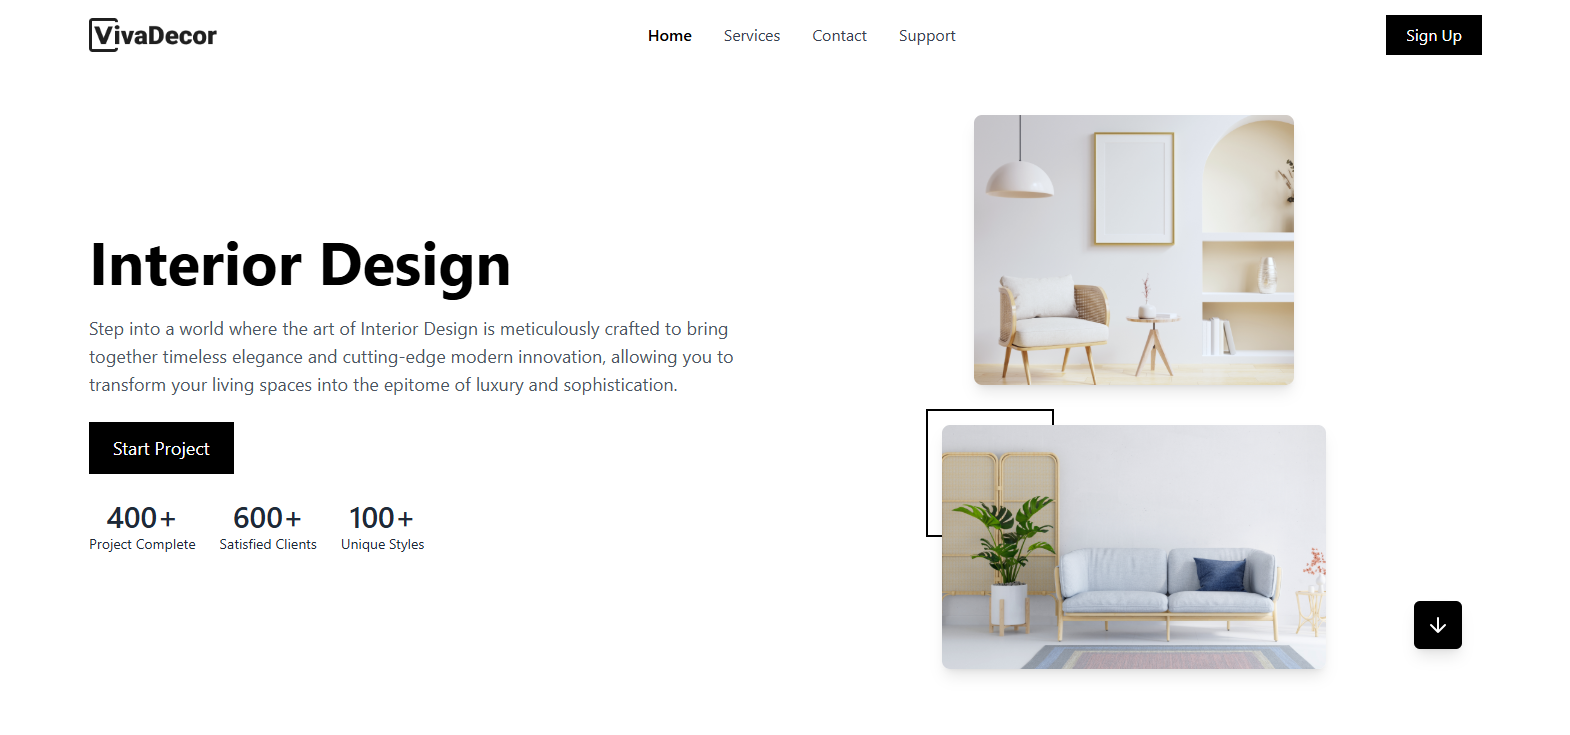 VivaDecor
Home Services Contact Support
Sign Up
Interior Design
Step into a world where the art of Interior Design is meticulously crafted to bring
together timeless elegance and cutting-edge modern innovation, allowing you to
transform your living spaces into the epitome of luxury and sophistication.
Start Project
400+ 600+ 100+
Project Complete Satisfied Clients Unique Styles